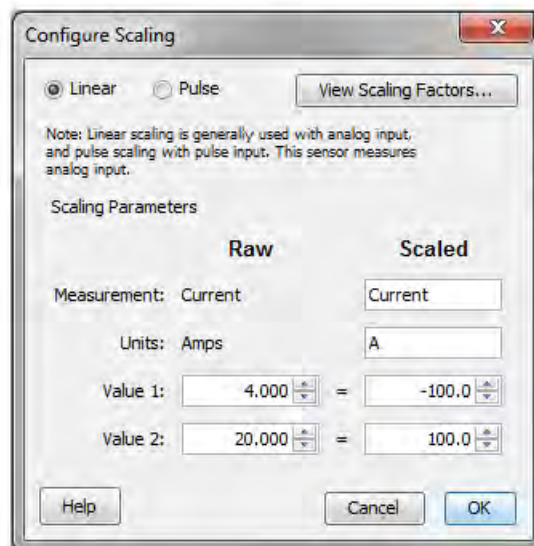 Configure Scaling
Linear Pulse View Scaling Factors...
Note: Linear scaling is generally used with analog input,
and pulse scaling with pulse input. This sensor measures
analog input.
Scaling Parameters
Raw Scaled
Measurement: Current Current
Units: Amps A
Value 1: 4.000 = -100.0
Value 2: 20.000 = 100.0
Help Cancel OK